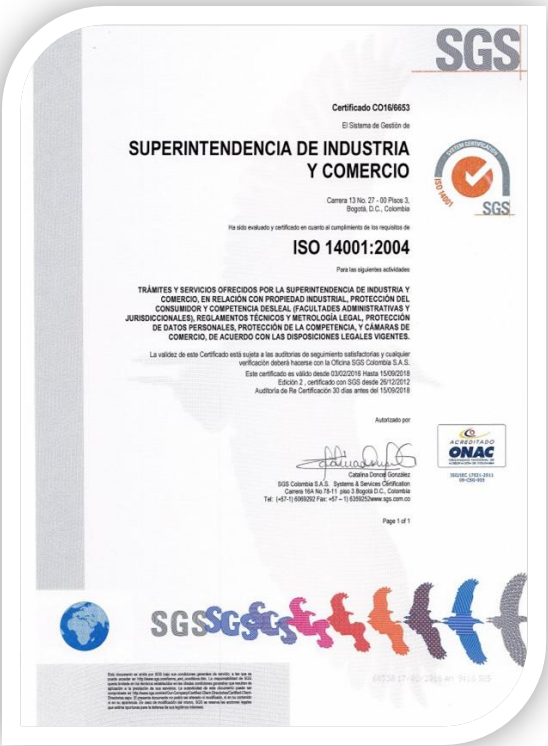 SGS
Certificado CO16/6653
El Sistema de Gestión de
SUPERINTENDENCIA DE INDUSTRIA
Y COMERCIO
Carrera 13 No. 27 - 00 Pisos 3,
Bogotá, D.C., Colombia
SYSTEM CERTIFICATION
ISO 14001
SGS
Ha sido evaluado y certificado en cuanto al cumplimiento de los requisitos de
ISO 14001:2004
Para las siguientes actividades
TRÁMITES Y SERVICIOS OFRECIDOS POR LA SUPERINTENDENCIA DE INDUSTRIA Y
COMERCIO, EN RELACIÓN CON PROPIEDAD INDUSTRIAL, PROTECCIÓN DEL
CONSUMIDOR Y COMPETENCIA DESLEAL (FACULTADES ADMINISTRATIVAS Y
JURISDICCIONALES), REGLAMENTOS TÉCNICOS Y METROLOGÍA LEGAL, PROTECCIÓN
DE DATOS PERSONALES, PROTECCIÓN DE LA COMPETENCIA, Y CÁMARAS DE
COMERCIO, DE ACUERDO CON LAS DISPOSICIONES LEGALES VIGENTES.
La validez de este Certificado está sujeta a las auditorias de seguimiento satisfactorias y cualquier
verificación deberá hacerse con la Oficina SGS Colombia S.A.S.
Este certificado es válido desde 03/02/2016 Hasta 15/09/2018
Edición 2 , certificado con SGS desde 26/12/2012
Auditoría de Re Certificación 30 días antes del 15/09/2018
Autorizado por
ACREDITADO
ONAC
ISO/IEC 17021:2011
09-CSG-003
Catalina Doncel González
SGS Colombia S.A.S. Systems & Services Certification
Carrera 16A No 78-11 piso 3 Bogotá D.C., Colombia
Tel: (+57-1) 6069292 Fax: +57 – 1) 6359252www.sgs.com.co
Page 1 of 1
SGSSGSSGS